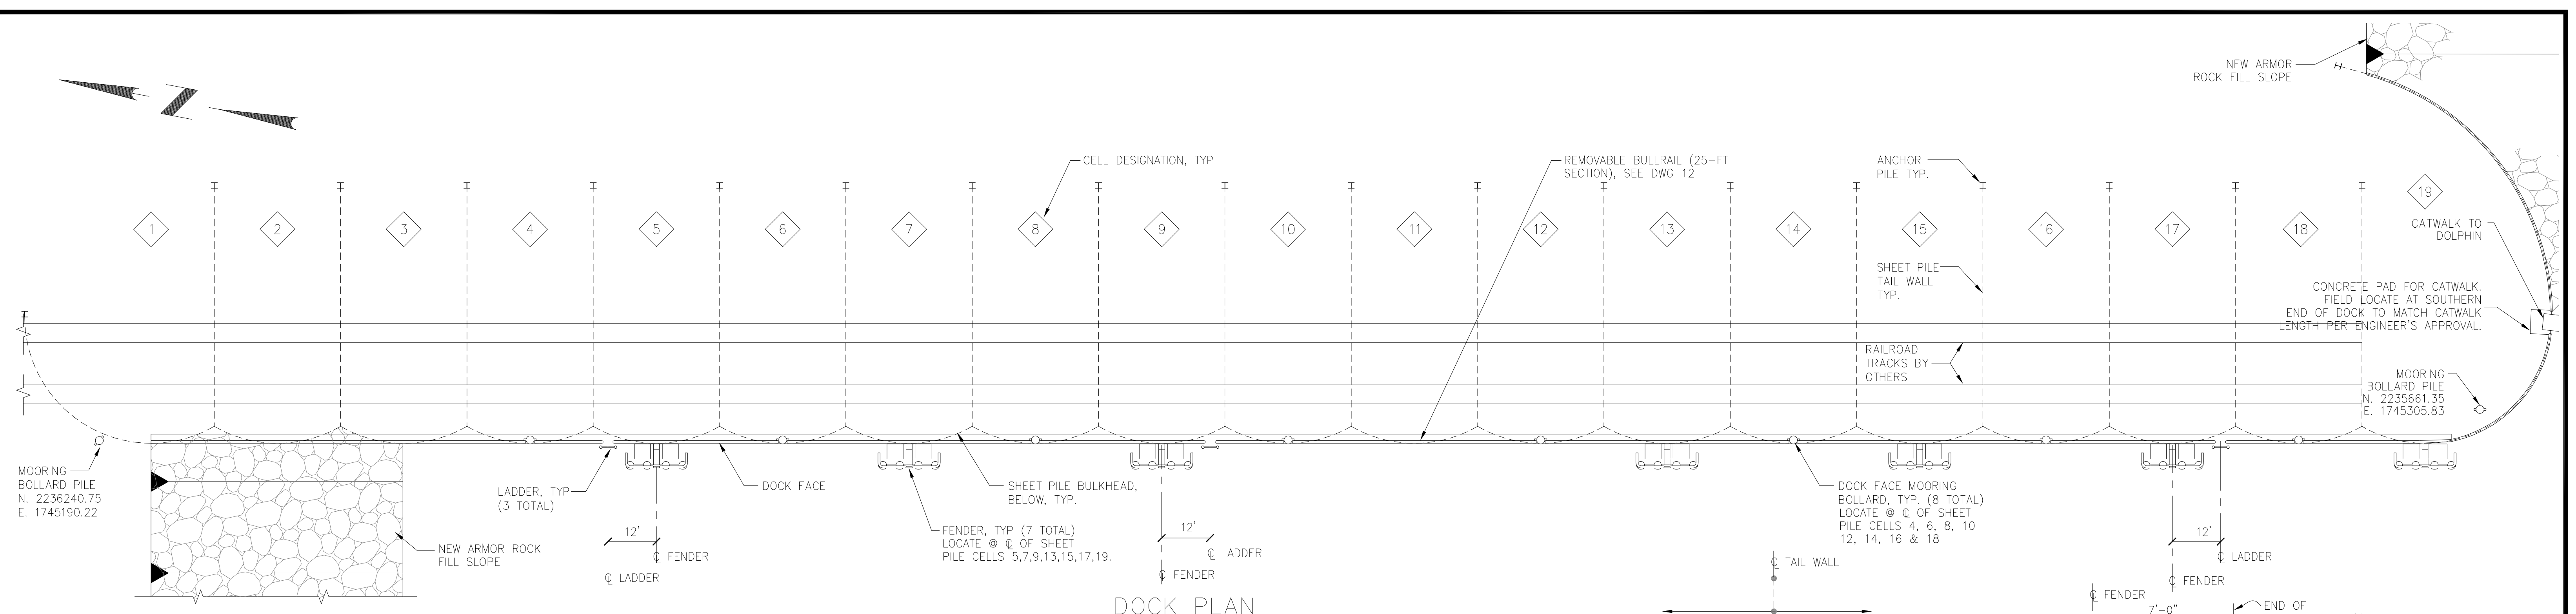 NEW ARMOR
ROCK FILL SLOPE
N
CELL DESIGNATION, TYP
REMOVABLE BULLRAIL (25-FT
SECTION), SEE DWG 12
ANCHOR
PILE TYP.
1
2
3
4
5
6
7
8
9
10
11
12
13
14
15
16
17
18
19
CATWALK TO
DOLPHIN
SHEET PILE
TAIL WALL
TYP.
CONCRETE PAD FOR CATWALK.
FIELD LOCATE AT SOUTHERN
END OF DOCK TO MATCH CATWALK
LENGTH PER ENGINEER'S APPROVAL.
RAILROAD
TRACKS BY
OTHERS
MOORING
BOLLARD PILE
N. 2235661.35
E. 1745305.83
MOORING
BOLLARD PILE
N. 2236240.75
E. 1745190.22
LADDER, TYP
(3 TOTAL)
DOCK FACE
SHEET PILE BULKHEAD,
BELOW, TYP.
DOCK FACE MOORING
BOLLARD, TYP. (8 TOTAL)
LOCATE @ ℄ OF SHEET
PILE CELLS 4, 6, 8, 10
12, 14, 16 & 18
FENDER, TYP (7 TOTAL)
LOCATE @ ℄ OF SHEET
PILE CELLS 5,7,9,13,15,17,19.
NEW ARMOR ROCK
FILL SLOPE
12'
℄ FENDER
℄ LADDER
12'
℄ LADDER
℄ FENDER
12'
℄ LADDER
℄ FENDER
℄ TAIL WALL
℄ FENDER
7'-0"
END OF
DOCK PLAN